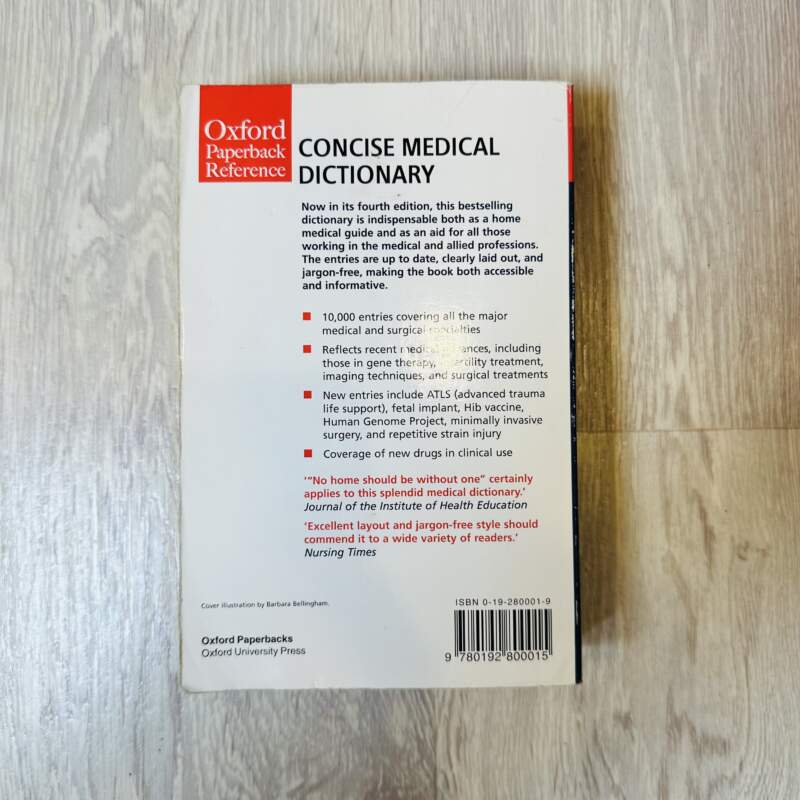 Oxford
Paperback
Reference
CONCISE MEDICAL
DICTIONARY
Now in its fourth edition, this bestselling
dictionary is indispensable both as a home
medical guide and as an aid for all those
working in the medical and allied professions.
The entries are up to date, clearly laid out, and
jargon-free, making the book both accessible
and informative.
10,000 entries covering all the major
medical and surgical specialties
Reflects recent medical advances, including
those in gene therapy, infertility treatment,
imaging techniques, and surgical treatments
New entries include ATLS (advanced trauma
life support), fetal implant, Hib vaccine,
Human Genome Project, minimally invasive
surgery, and repetitive strain injury
Coverage of new drugs in clinical use
‘“No home should be without one” certainly
applies to this splendid medical dictionary.’
Journal of the Institute of Health Education
‘Excellent layout and jargon-free style should
commend it to a wide variety of readers.’
Nursing Times
Cover illustration by Barbara Bellingham.
Oxford Paperbacks
Oxford University Press
ISBN 0-19-280001-9
9 780192 800015